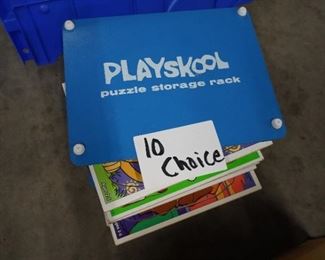 PLAYSKOOL
puzzle storage rack
10
Choice